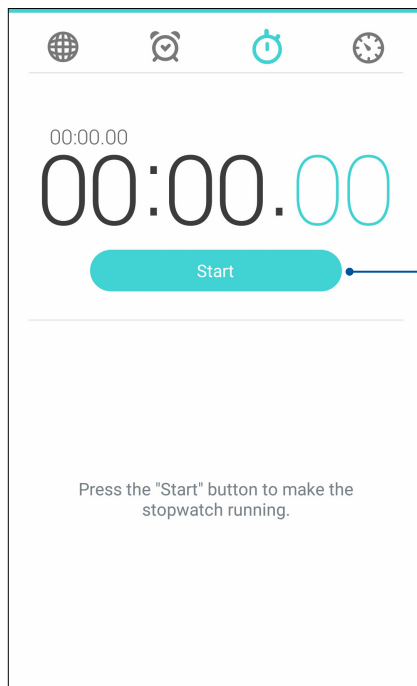 00:00.00
00:00.00
Start
Press the "Start" button to make the
stopwatch running.